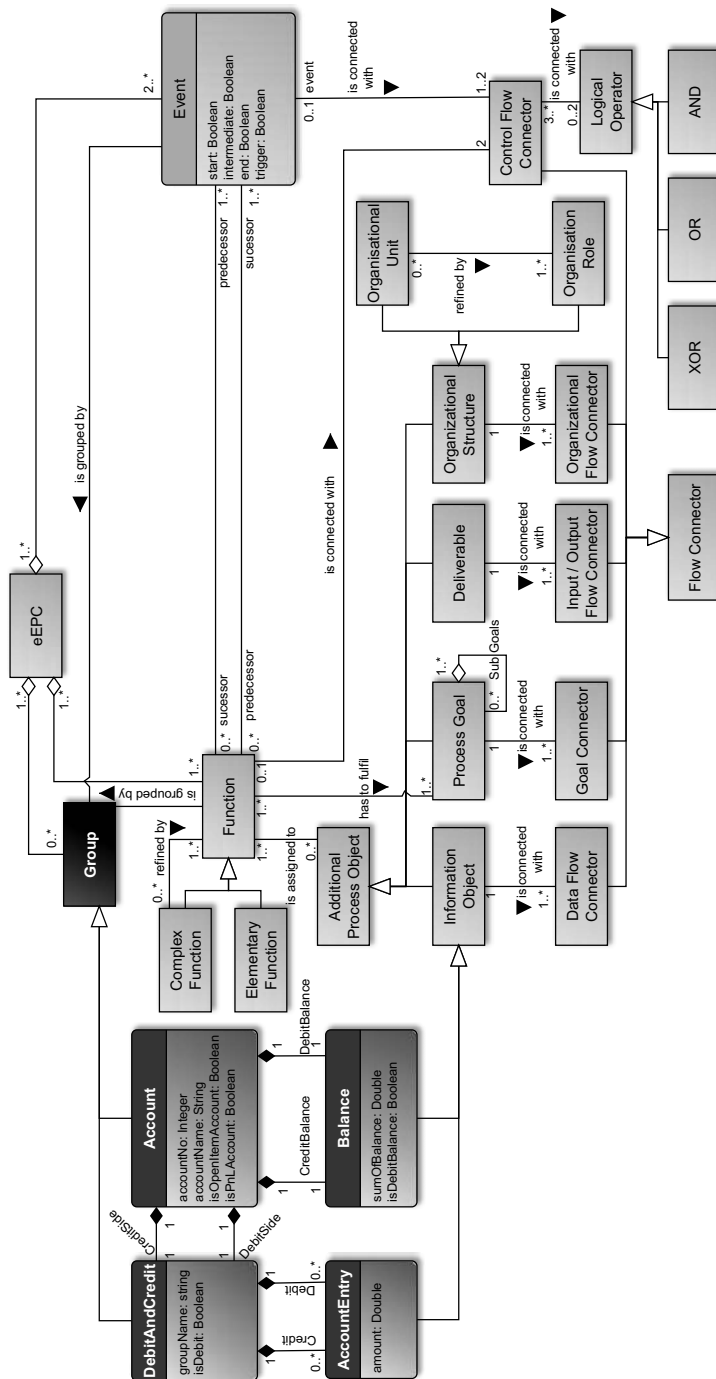 DebitAndCredit
groupName: string
isDebit: Boolean
CreditSide
1
1
1
1
DebitSide
Account
accountNo: Integer
accountName: String
isOpenItemAccount: Boolean
isPnLAccount: Boolean
1
Credit
0..*
1
Debit
0..*
1
CreditBalance
1
1
DebitBalance
1
AccountEntry
amount: Double
Balance
sumOfBalance : Double
isDebitBalance: Boolean
Group
0..*
eEPC
1..*
1..*
1..*
2..*
is grouped by
Event
start: Boolean
intermediate: Boolean
end: Boolean
trigger: Boolean
is grouped by
Complex
Function
Elementary
Function
0..*
refined by
1..*
Function
1..*
0..*
sucessor
predecessor
1..*
0..*
predecessor
sucessor
1..*
0..1
1..*
1..*
is assigned to
0..*
Additional
Process Object
has to fulfil
1..*
is connected with
2
0..1
event
is connected
with
1..2
Organisational
Unit
0..*
refined by
1..*
Organisation
Role
Control Flow
Connector
3..*
is connected
with
0..2
Logical
Operator
Information
Object
Process Goal
1..*
0..*
Sub Goals
Deliverable
Organizational
Structure
1
is connected
with
1..*
1
is connected
with
1..*
1
is connected
with
1..*
1
is connected
with
1..*
Data Flow
Connector
Goal Connector
Input / Output
Flow Connector
Organizational
Flow Connector
Flow Connector
XOR
OR
AND